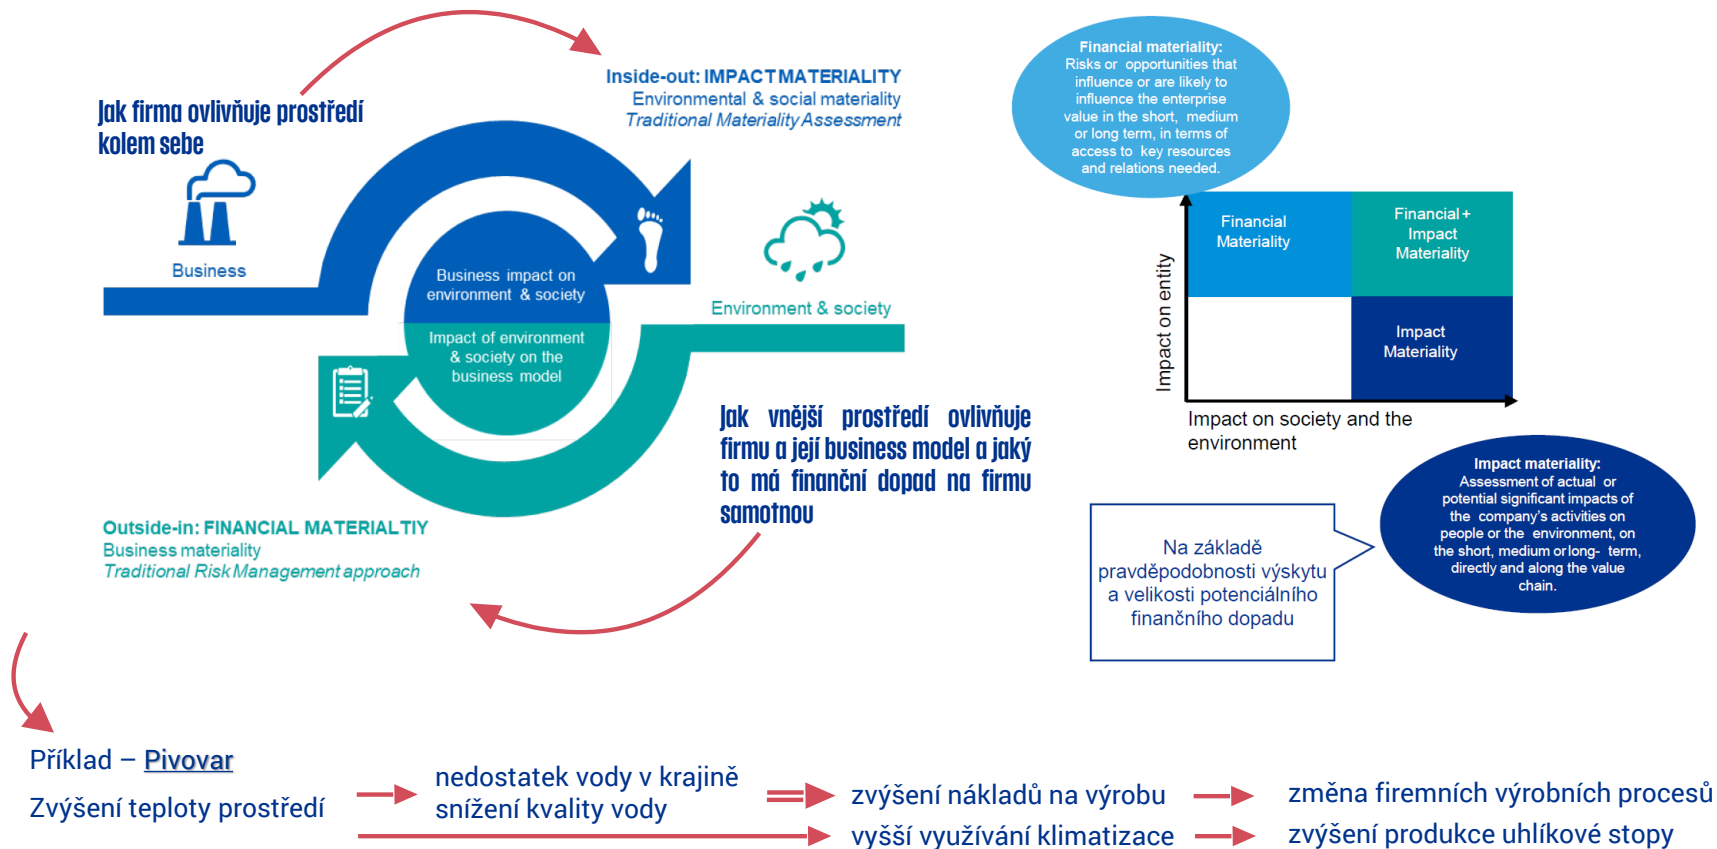 Jak firma ovlivňuje prostředí
kolem sebe
Inside-out: IMPACT MATERIALITY
Environmental & social materiality
Traditional Materiality Assessment
Business
Business impact on
environment & society
Impact of environment
& society on the
business model
Environment & society
Jak vnější prostředí ovlivňuje
firmu a její business model a jaký
to má finanční dopad na firmu
samotnou
Outside-in: FINANCIAL MATERIALTIY
Business materiality
Traditional Risk Management approach
Financial materiality:
Risks or opportunities that
influence or are likely to
influence the enterprise
value in the short, medium
or long term, in terms of
access to key resources
and relations needed.
Financial
Materiality
Financial +
Impact
Materiality
Impact
Materiality
Impact on entity
Impact on society and the
environment
Impact materiality:
Assessment of actual or
potential significant impacts of
the company's activities on
people or the environment, on
the short, medium or long- term,
directly and along the value
chain.
Na základě
pravděpodobnosti výskytu
a velikosti potenciálního
finančního dopadu
Příklad – Pivovar
Zvýšení teploty prostředí
nedostatek vody v krajině
snížení kvality vody
zvýšení nákladů na výrobu
změna firemních výrobních procesů
vyšší využívání klimatizace
zvýšení produkce uhlíkové stopy